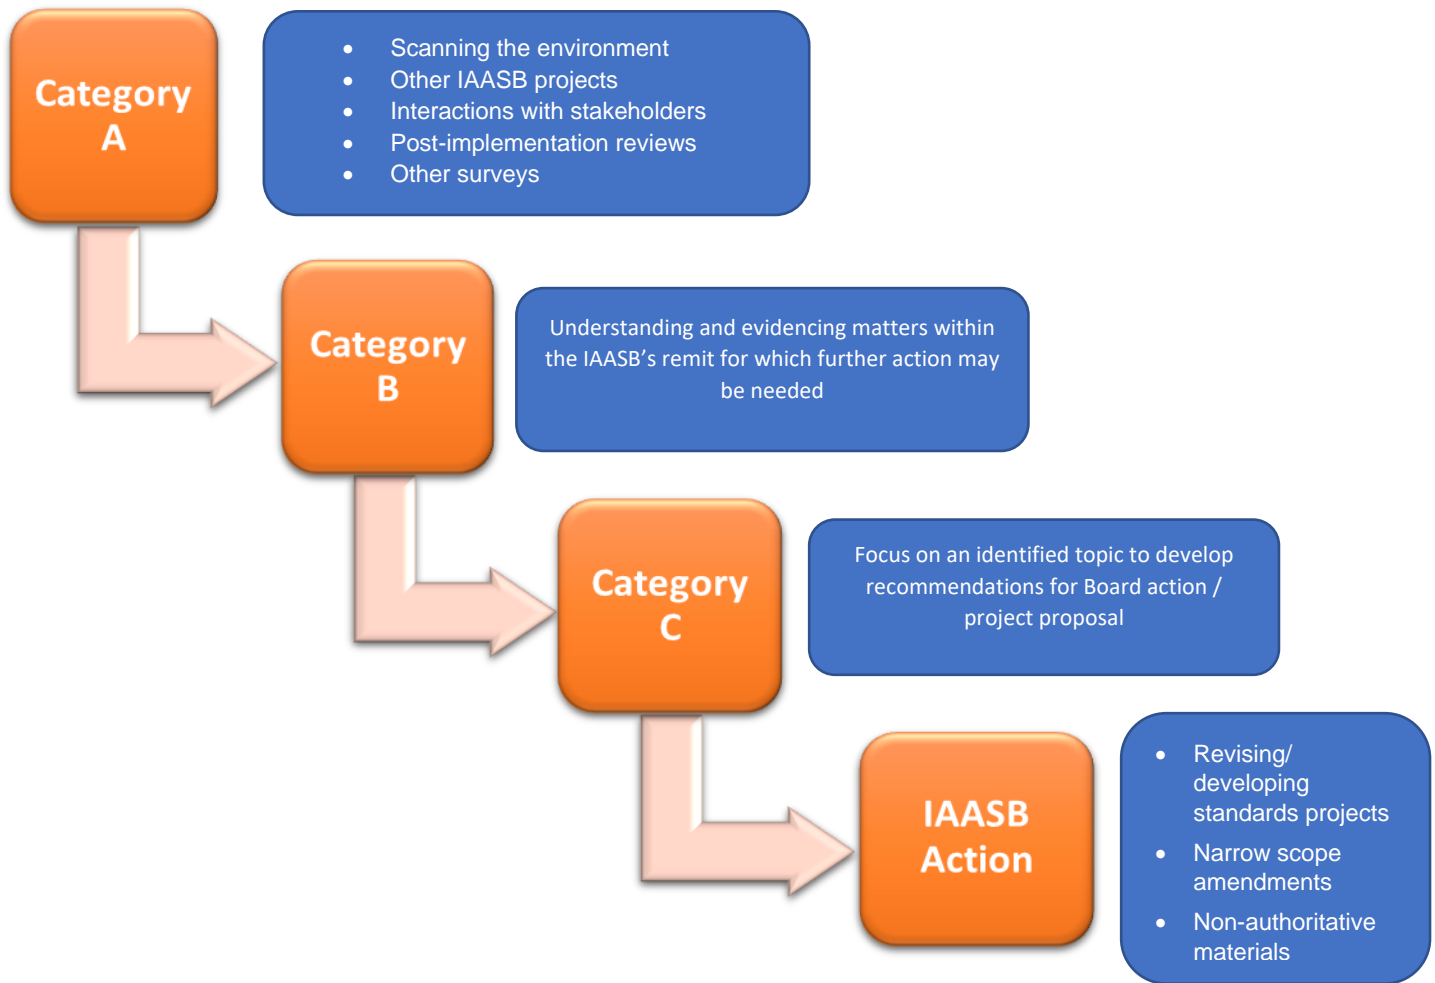 Category
A
• Scanning the environment
• Other IAASB projects
• Interactions with stakeholders
• Post-implementation reviews
• Other surveys
Category
B
Understanding and evidencing matters within
the IAASB’s remit for which further action may
be needed
Category
C
Focus on an identified topic to develop
recommendations for Board action /
project proposal
IAASB
Action
• Revising/
developing
standards projects
• Narrow scope
amendments
• Non-authoritative
materials